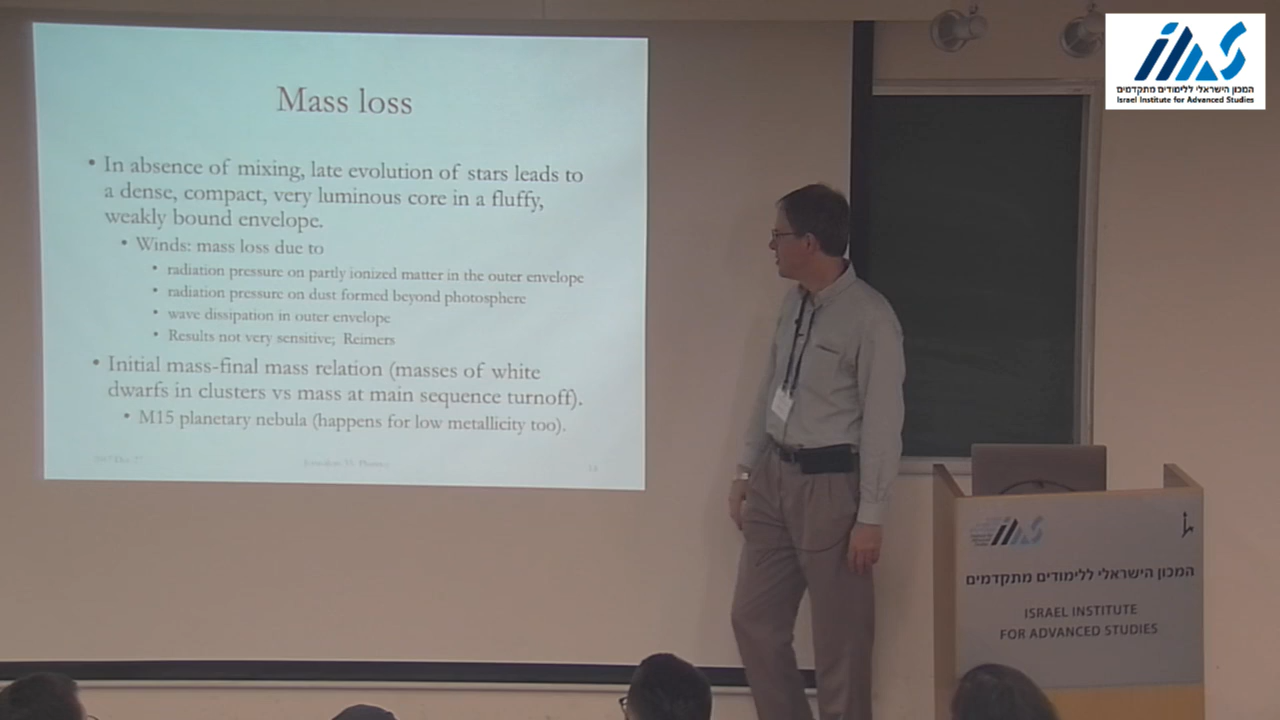 Mass loss
• In absence of mixing, late evolution of stars leads to
a dense, compact, very luminous core in a fluffy,
weakly bound envelope.
• Winds: mass loss due to
• radiation pressure on partly ionized matter in the outer envelope
• radiation pressure on dust formed beyond photosphere
• wave dissipation in outer envelope
• Results not very sensitive; Reimers
• Initial mass-final mass relation (masses of white
dwarfs in clusters vs mass at main sequence turnoff).
• M15 planetary nebula (happens for low metallicity too).
המכון הישראלי ללימודים מתקדמים
Israel Institute for Advanced Studies
המכון הישראלי ללימודים מתקדמים
ISRAEL INSTITUTE
FOR ADVANCED STUDIES